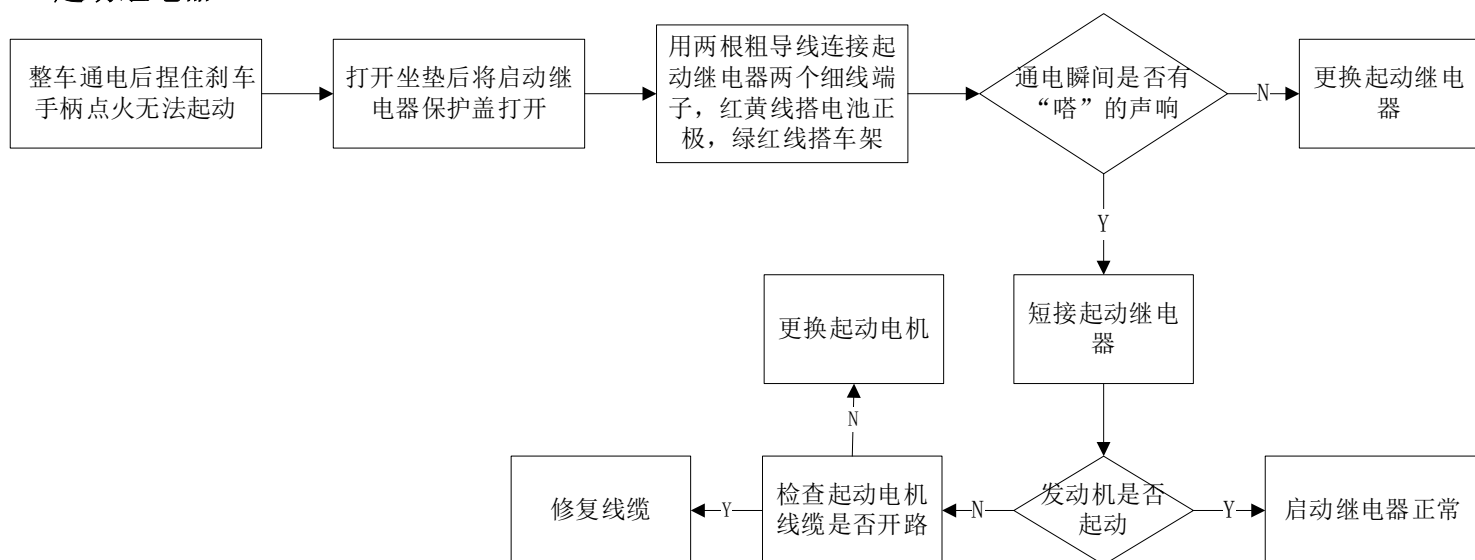 起动继电器
整车通电后捏住刹车
手柄点火无法起动
打开坐垫后将启动继
电器保护盖打开
用两根粗导线连接起
动继电器两个细线端
子，红黄线搭电池正
极，绿红线搭车架
通电瞬间是否有
“嗒”的声响
N
更换起动继电
器
Y
短接起动继电
器
更换起动电机
N
修复线缆
Y
检查起动电机
线缆是否开路
N
发动机是否
起动
Y
启动继电器正常